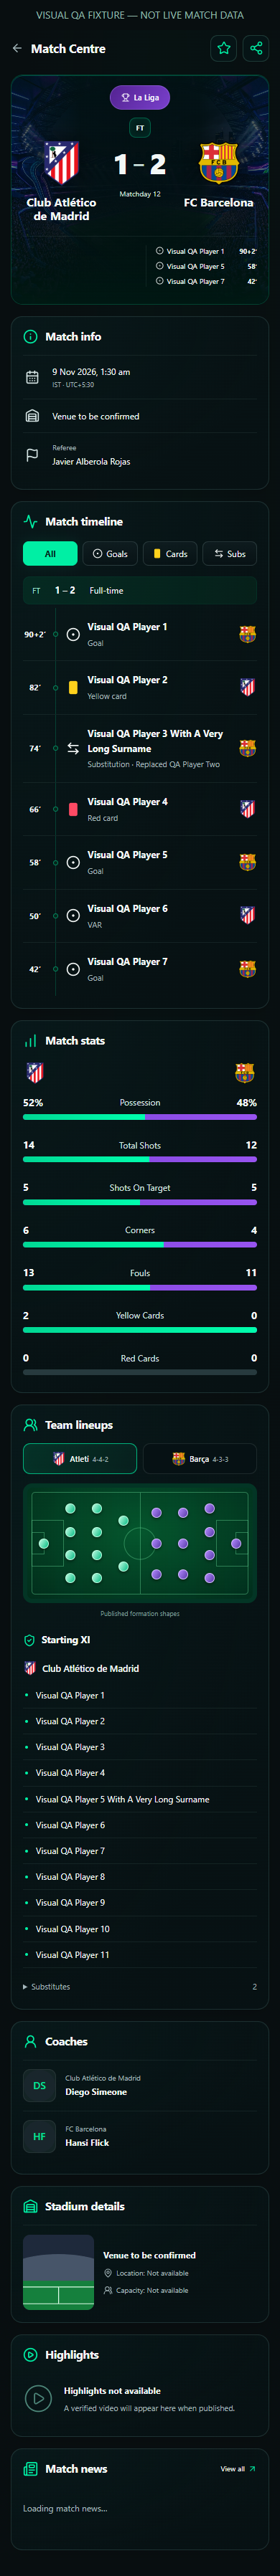 VISUAL QA FIXTURE — NOT LIVE MATCH DATA
Match Centre
La Liga
FT
1 – 2
Matchday 12
Club Atlético
de Madrid
FC Barcelona
Visual QA Player 1 90+2'
Visual QA Player 5 58'
Visual QA Player 7 42'
Match info
9 Nov 2026, 1:30 am
IST · UTC+5:30
Venue to be confirmed
Referee
Javier Alberola Rojas
Match timeline
All Goals Cards Subs
FT 1 – 2 Full-time
90+2' Visual QA Player 1
Goal
82' Visual QA Player 2
Yellow card
74' Visual QA Player 3 With A Very
Long Surname
Substitution · Replaced QA Player Two
66' Visual QA Player 4
Red card
58' Visual QA Player 5
Goal
50' Visual QA Player 6
VAR
42' Visual QA Player 7
Goal
Match stats
52% Possession 48%
14 Total Shots 12
5 Shots On Target 5
6 Corners 4
13 Fouls 11
2 Yellow Cards 0
0 Red Cards 0
Team lineups
Atleti 4-4-2 Barça 4-3-3
Published formation shapes
Starting XI
Club Atlético de Madrid
Visual QA Player 1
Visual QA Player 2
Visual QA Player 3
Visual QA Player 4
Visual QA Player 5 With A Very Long Surname
Visual QA Player 6
Visual QA Player 7
Visual QA Player 8
Visual QA Player 9
Visual QA Player 10
Visual QA Player 11
Substitutes 2
Coaches
DS
Club Atlético de Madrid
Diego Simeone
HF
FC Barcelona
Hansi Flick
Stadium details
Venue to be confirmed
Location: Not available
Capacity: Not available
Highlights
Highlights not available
A verified video will appear here when published.
Match news View all
Loading match news...